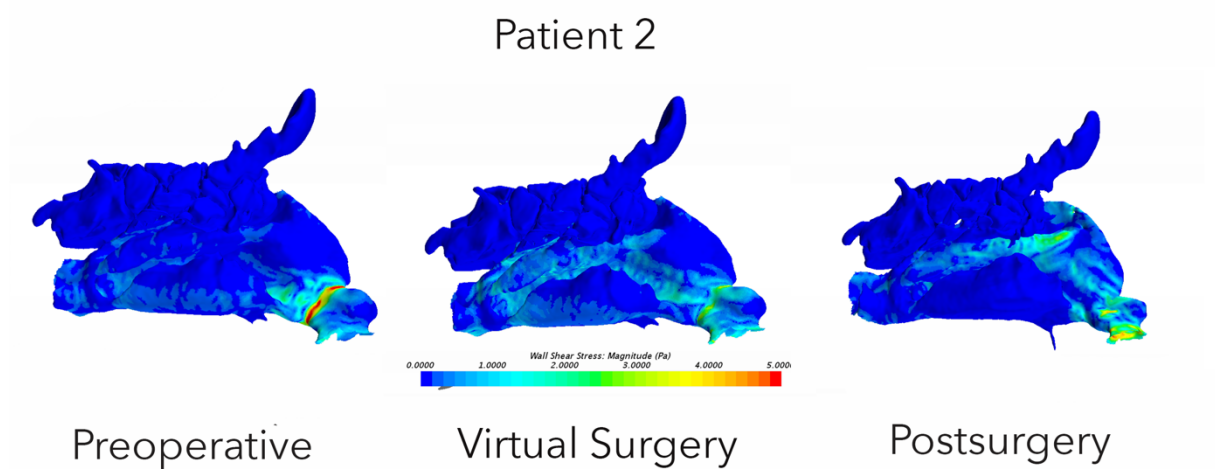 Patient 2
Wall Shear Stress: Magnitude (Pa)
0.0000 1.0000 2.0000 3.0000 4.0000 5.000
Preoperative
Virtual Surgery
Postsurgery